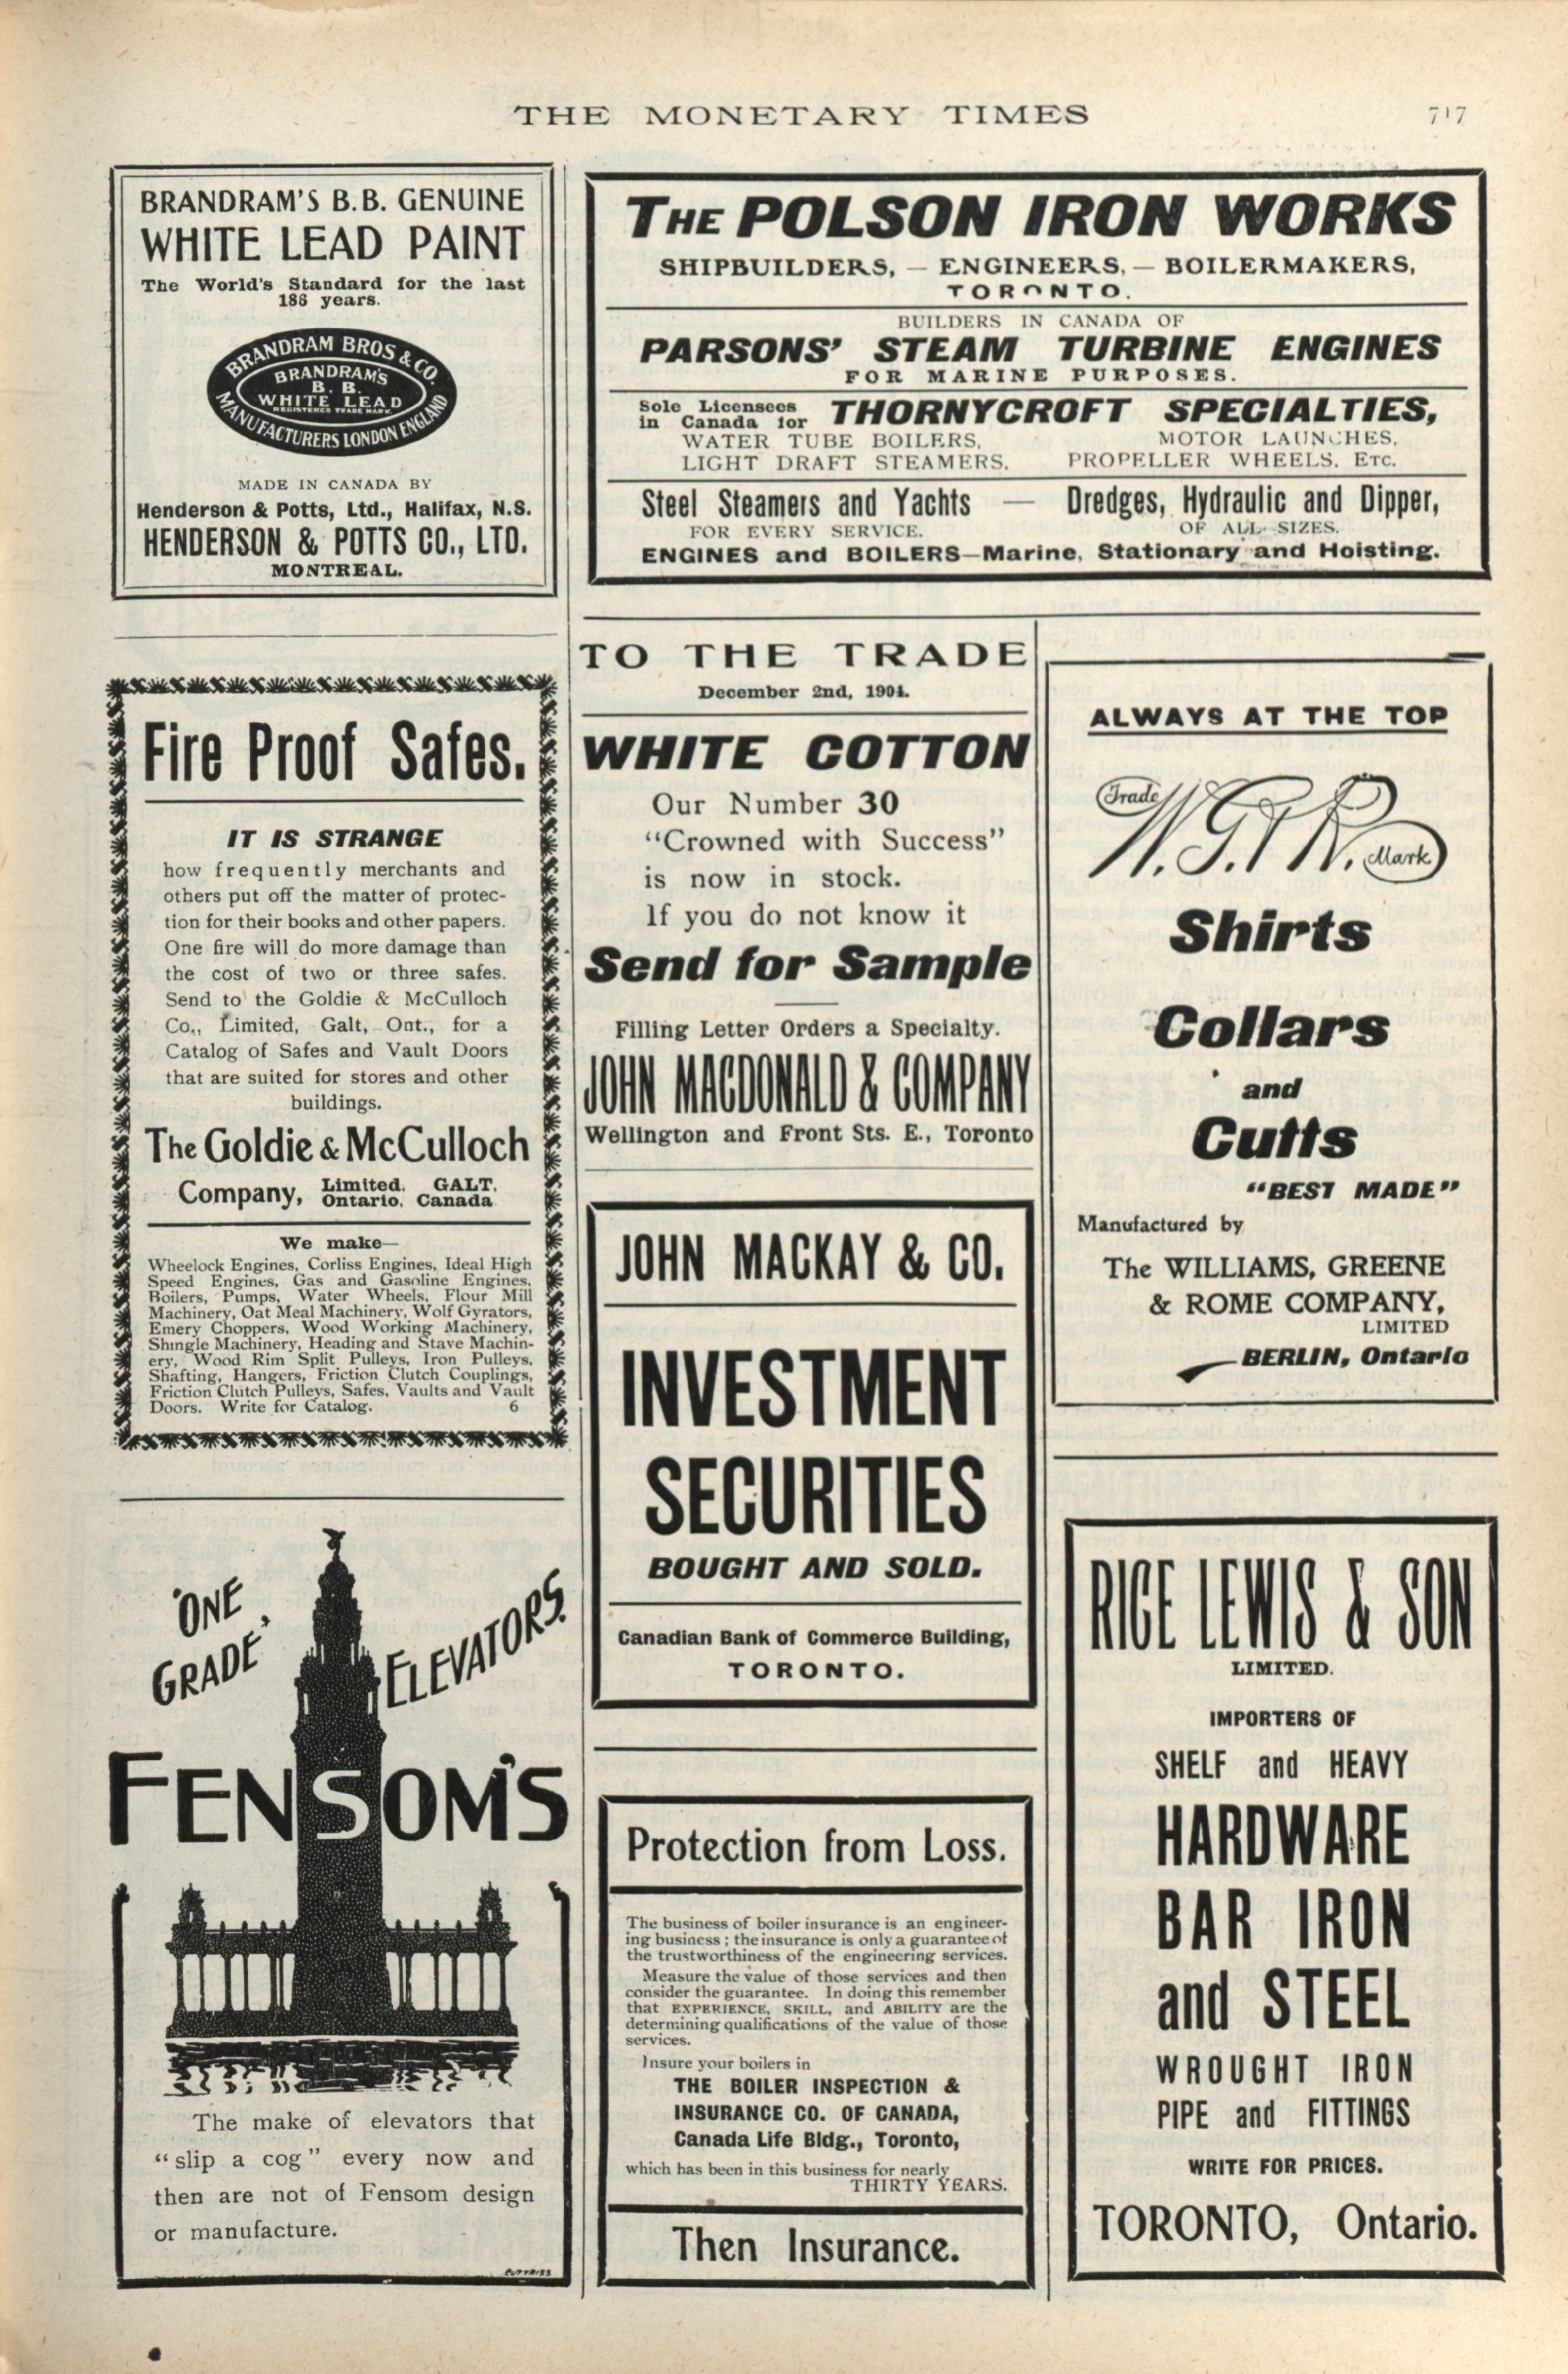 THE MONETARY TIMES
717
BRANDRAM'S B.B. GENUINE
WHITE LEAD PAINT
The World's Standard for the last
186 years.
BRANDRAM BROS & CO.
BRANDRAM'S
B. B.
WHITE LEAD
REGISTERED TRADE MARK
MANUFACTURERS LONDON ENGLAND
MADE IN CANADA BY
Henderson & Potts, Ltd., Halifax, N.S.
HENDERSON & POTTS CO., LTD.
MONTREAL.
THE POLSON IRON WORKS
SHIPBUILDERS, — ENGINEERS, — BOILERMAKERS,
TORONTO.
BUILDERS IN CANADA OF
PARSONS' STEAM TURBINE ENGINES
FOR MARINE PURPOSES.
Sole Licensees
in Canada for
THORNYCROFT SPECIALTIES,
WATER TUBE BOILERS, MOTOR LAUNCHES,
LIGHT DRAFT STEAMERS, PROPELLER WHEELS, ETC.
Steel Steamers and Yachts — Dredges, Hydraulic and Dipper,
FOR EVERY SERVICE. OF ALL SIZES.
ENGINES and BOILERS—Marine, Stationary and Hoisting.
Fire Proof Safes.
IT IS STRANGE
how frequently merchants and
others put off the matter of protec-
tion for their books and other papers.
One fire will do more damage than
the cost of two or three safes.
Send to the Goldie & McCulloch
Co., Limited, Galt, Ont., for a
Catalog of Safes and Vault Doors
that are suited for stores and other
buildings.
The Goldie & McCulloch
Company, Limited, GALT,
Ontario, Canada
We make—
Wheelock Engines, Corliss Engines, Ideal High
Speed Engines, Gas and Gasoline Engines,
Boilers, Pumps, Water Wheels, Flour Mill
Machinery, Oat Meal Machinery, Wolf Gyrators,
Emery Choppers, Wood Working Machinery,
Shingle Machinery, Heading and Stave Machin-
ery, Wood Rim Split Pulleys, Iron Pulleys,
Shafting, Hangers, Friction Clutch Couplings,
Friction Clutch Pulleys, Safes, Vaults and Vault
Doors. Write for Catalog. 6
'ONE
GRADE'
ELEVATORS.
FENSOM'S
The make of elevators that
"slip a cog" every now and
then are not of Fensom design
or manufacture.
TO THE TRADE
December 2nd, 1904.
WHITE COTTON
Our Number 30
"Crowned with Success"
is now in stock.
If you do not know it
Send for Sample
Filling Letter Orders a Specialty.
JOHN MACDONALD & COMPANY
Wellington and Front Sts. E., Toronto
JOHN MACKAY & CO.
INVESTMENT
SECURITIES
BOUGHT AND SOLD.
Canadian Bank of Commerce Building,
TORONTO.
Protection from Loss.
The business of boiler insurance is an engineer-
ing business; the insurance is only a guarantee of
the trustworthiness of the engineering services.
Measure the value of those services and then
consider the guarantee. In doing this remember
that EXPERIENCE, SKILL, and ABILITY are the
determining qualifications of the value of those
services.
Insure your boilers in
THE BOILER INSPECTION &
INSURANCE CO. OF CANADA,
Canada Life Bldg., Toronto,
which has been in this business for nearly
THIRTY YEARS.
Then Insurance.
ALWAYS AT THE TOP
Trade
W. G. & R.
Mark
Shirts
Collars
and
Cuffs
"BEST MADE"
Manufactured by
The WILLIAMS, GREENE
& ROME COMPANY,
LIMITED
BERLIN, Ontario
RICE LEWIS & SON
LIMITED.
IMPORTERS OF
SHELF and HEAVY
HARDWARE
BAR IRON
and STEEL
WROUGHT IRON
PIPE and FITTINGS
WRITE FOR PRICES.
TORONTO, Ontario.